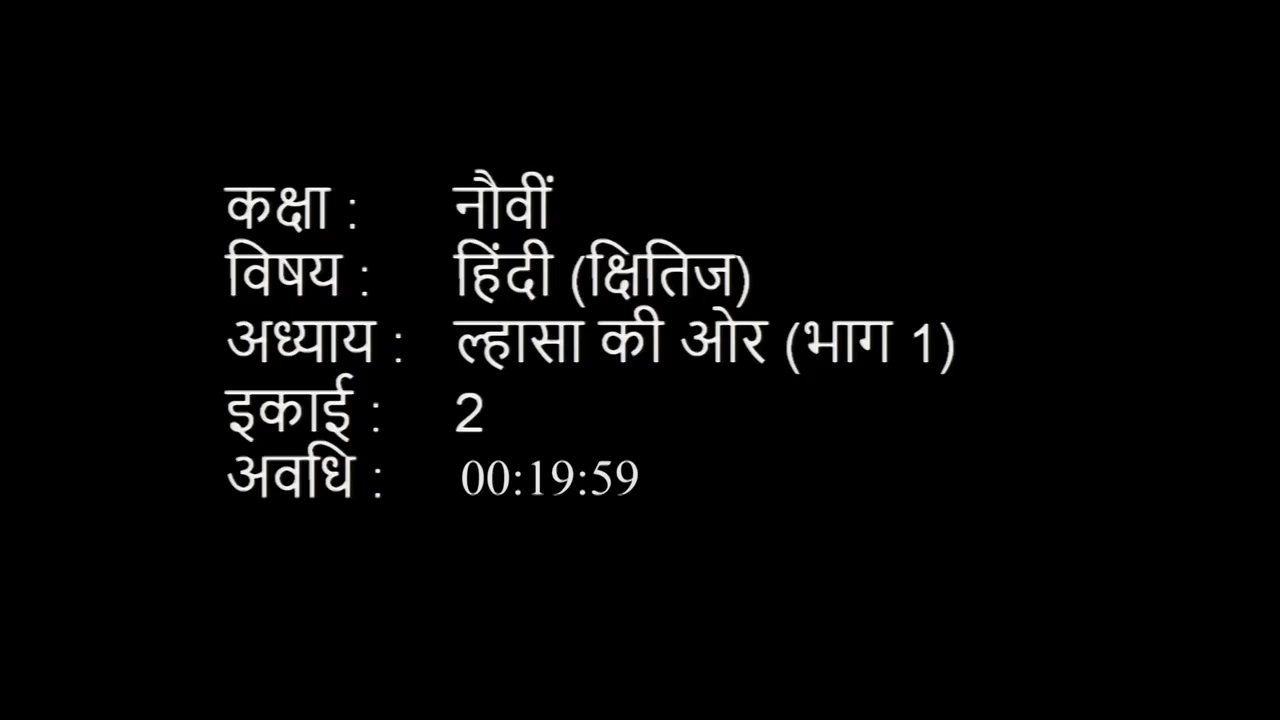 कक्षा : नौवीं
विषय : हिंदी (क्षितिज)
अध्याय : ल्हासा की ओर (भाग 1)
इकाई : 2
अवधि : 00:19:59